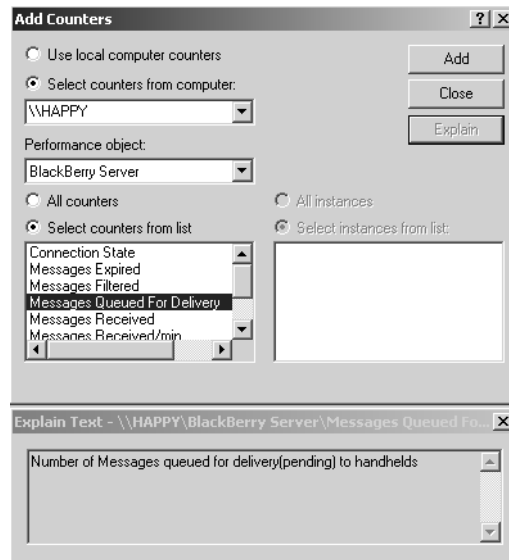 Add Counters
Use local computer counters
Select counters from computer:
\\HAPPY
Performance object:
BlackBerry Server
All counters
Select counters from list
Connection State
Messages Expired
Messages Filtered
Messages Queued For Delivery
Messages Received
Messages Received/min
Add
Close
Explain
All instances
Select instances from list:
Explain Text - \\HAPPY\BlackBerry Server\Messages Queued Fo...
Number of Messages queued for delivery(pending) to handhelds